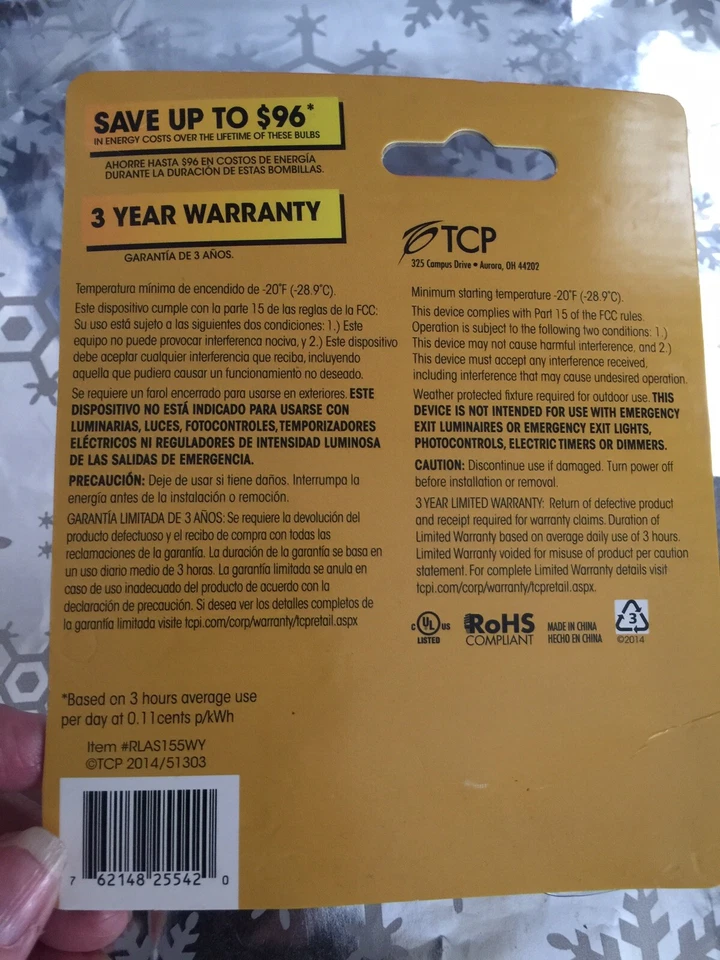 SAVE UP TO $96*
IN ENERGY COSTS OVER THE LIFETIME OF THESE BULBS
AHORRE HASTA $96 EN COSTOS DE ENERGÍA
DURANTE LA DURACIÓN DE ESTAS BOMBILLAS.
3 YEAR WARRANTY
GARANTÍA DE 3 AÑOS.
Temperatura mínima de encendido de -20°F (-28.9°C).
Este dispositivo cumple con la parte 15 de las reglas de la FCC:
Su uso está sujeto a las siguientes dos condiciones: 1.) Este
equipo no puede provocar interferencia nociva, y 2.) Este dispositivo
debe aceptar cualquier interferencia que reciba, incluyendo
aquella que pudiera causar un funcionamiento no deseado.
Se requiere un farol encerrado para usarse en exteriores. ESTE
DISPOSITIVO NO ESTÁ INDICADO PARA USARSE CON
LUMINARIAS, LUCES, FOTOCONTROLES, TEMPORIZADORES
ELÉCTRICOS NI REGULADORES DE INTENSIDAD LUMINOSA
DE LAS SALIDAS DE EMERGENCIA.
PRECAUCIÓN: Deje de usar si tiene daños. Interrumpa la
energía antes de la instalación o remoción.
GARANTÍA LIMITADA DE 3 AÑOS: Se requiere la devolución del
producto defectuoso y el recibo de compra con todas las
reclamaciones de la garantía. La duración de la garantía se basa en
un uso diario medio de 3 horas. La garantía limitada se anula en
caso de uso inadecuado del producto de acuerdo con la
declaración de precaución. Si desea ver los detalles completos de
la garantía limitada visite tcpi.com/corp/warranty/tcpretail.aspx
*Based on 3 hours average use
per day at 0.11cents p/kWh
Item #RLAS155WY
©TCP 2014/51303
7 62148 25542 0
TCP
325 Campus Drive • Aurora, OH 44202
Minimum starting temperature -20°F (-28.9°C).
This device complies with Part 15 of the FCC rules.
Operation is subject to the following two conditions: 1.)
This device may not cause harmful interference, and 2.)
This device must accept any interference received,
including interference that may cause undesired operation.
Weather protected fixture required for outdoor use. THIS
DEVICE IS NOT INTENDED FOR USE WITH EMERGENCY
EXIT LUMINAIRES OR EMERGENCY EXIT LIGHTS,
PHOTOCONTROLS, ELECTRIC TIMERS OR DIMMERS.
CAUTION: Discontinue use if damaged. Turn power off
before installation or removal.
3 YEAR LIMITED WARRANTY: Return of defective product
and receipt required for warranty claims. Duration of
Limited Warranty based on average daily use of 3 hours.
Limited Warranty voided for misuse of product per caution
statement. For complete Limited Warranty details visit
tcpi.com/corp/warranty/tcpretail.aspx.
C UL US
LISTED
RoHS
COMPLIANT
MADE IN CHINA
HECHO EN CHINA
3
©2014